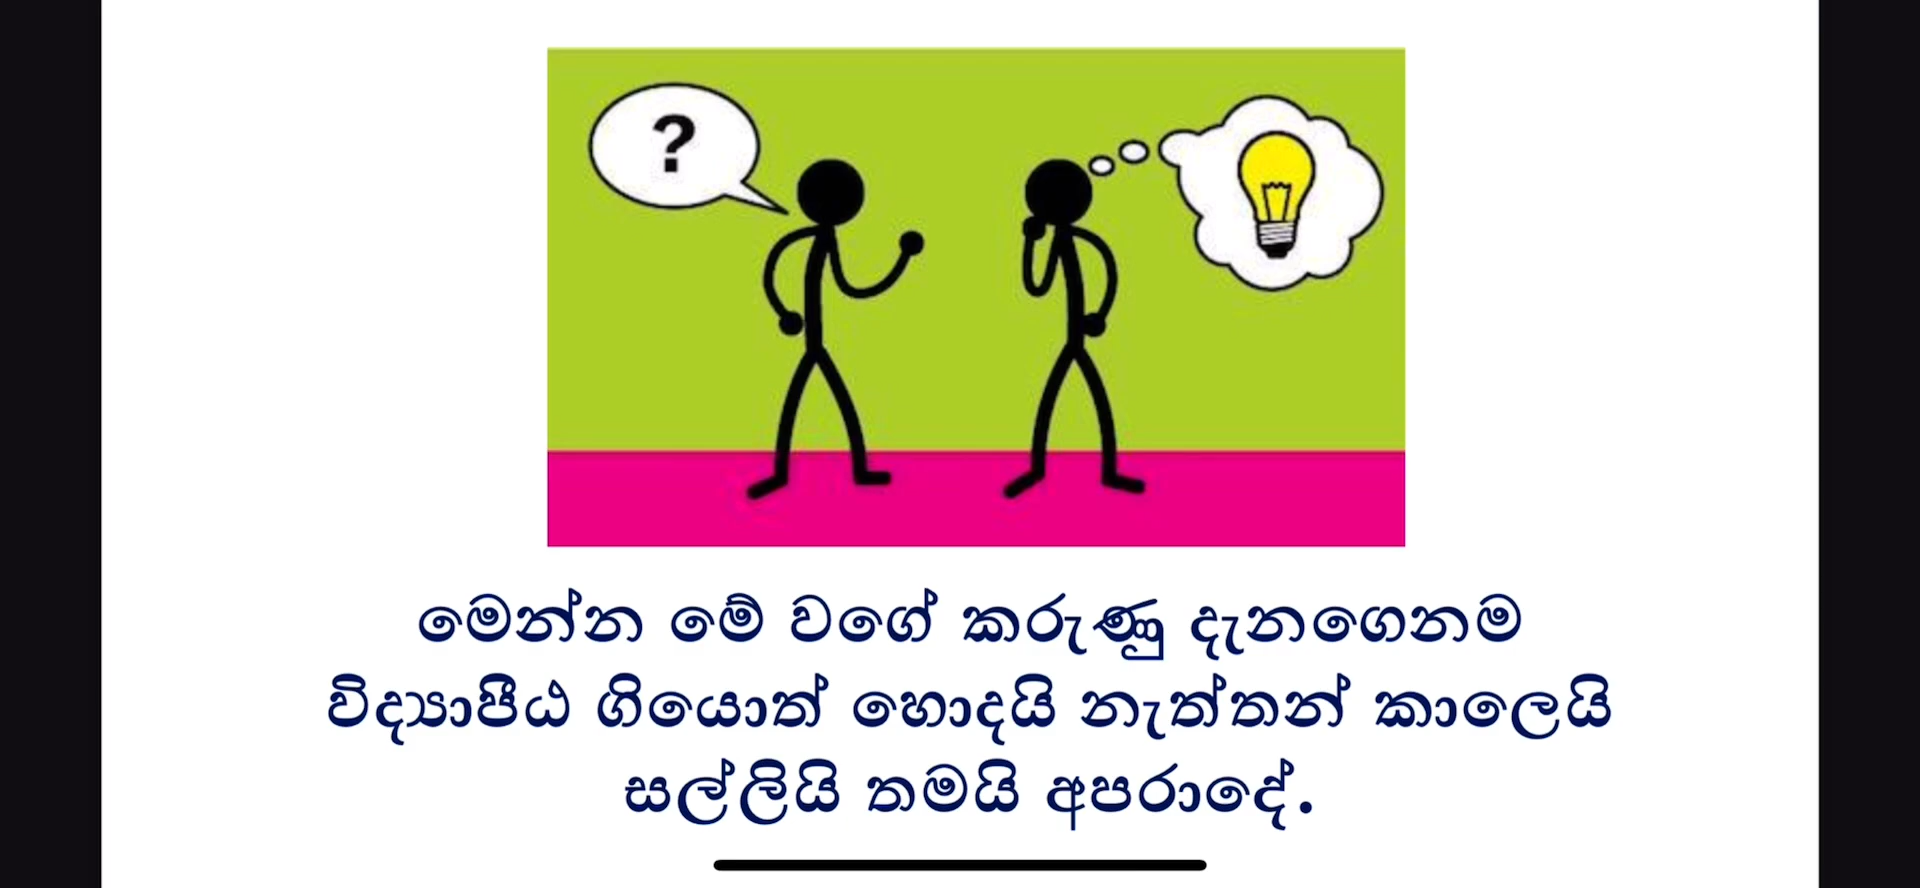 ?
මෙන්න මේ වගේ කරුණු දැනගෙනම
විද්‍යාපීඨ ගියොත් හොදයි නැත්තන් කාලෙයි
සල්ලියි තමයි අපරාදේ.